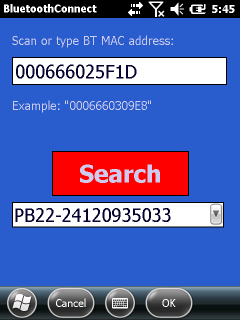 BluetoothConnect 5:45
Scan or type BT MAC address:
000666025F1D
Example: "0006660309E8"
Search
PB22-24120935033
Cancel OK